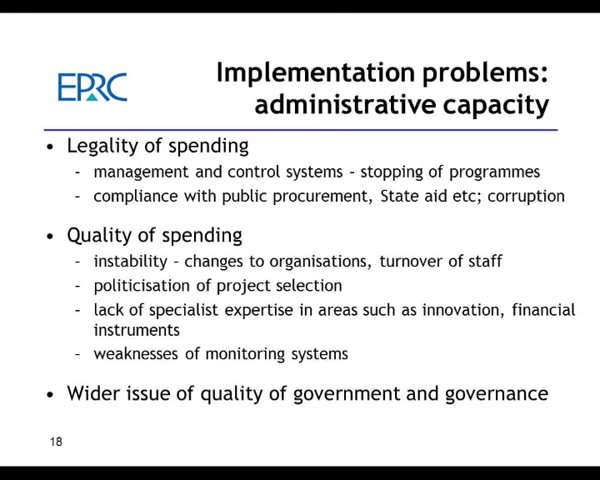 EPRC
Implementation problems:
administrative capacity
• Legality of spending
- management and control systems – stopping of programmes
- compliance with public procurement, State aid etc; corruption
• Quality of spending
- instability – changes to organisations, turnover of staff
- politicisation of project selection
- lack of specialist expertise in areas such as innovation, financial
instruments
- weaknesses of monitoring systems
• Wider issue of quality of government and governance
18